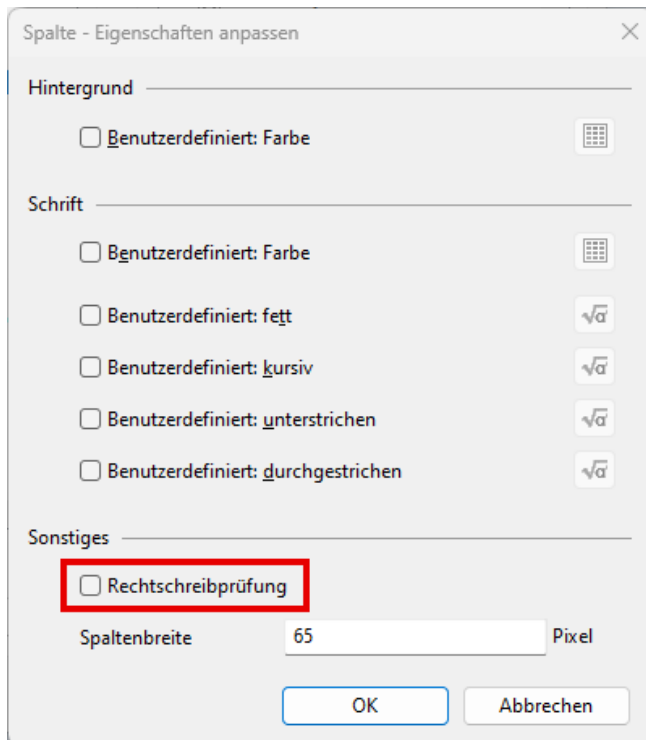 Spalte - Eigenschaften anpassen
Hintergrund
Benutzerdefiniert: Farbe
Schrift
Benutzerdefiniert: Farbe
Benutzerdefiniert: fett
√α
Benutzerdefiniert: kursiv
√α
Benutzerdefiniert: unterstrichen
√α
Benutzerdefiniert: durchgestrichen
√α
Sonstiges
Rechtschreibprüfung
Spaltenbreite 65 Pixel
OK Abbrechen